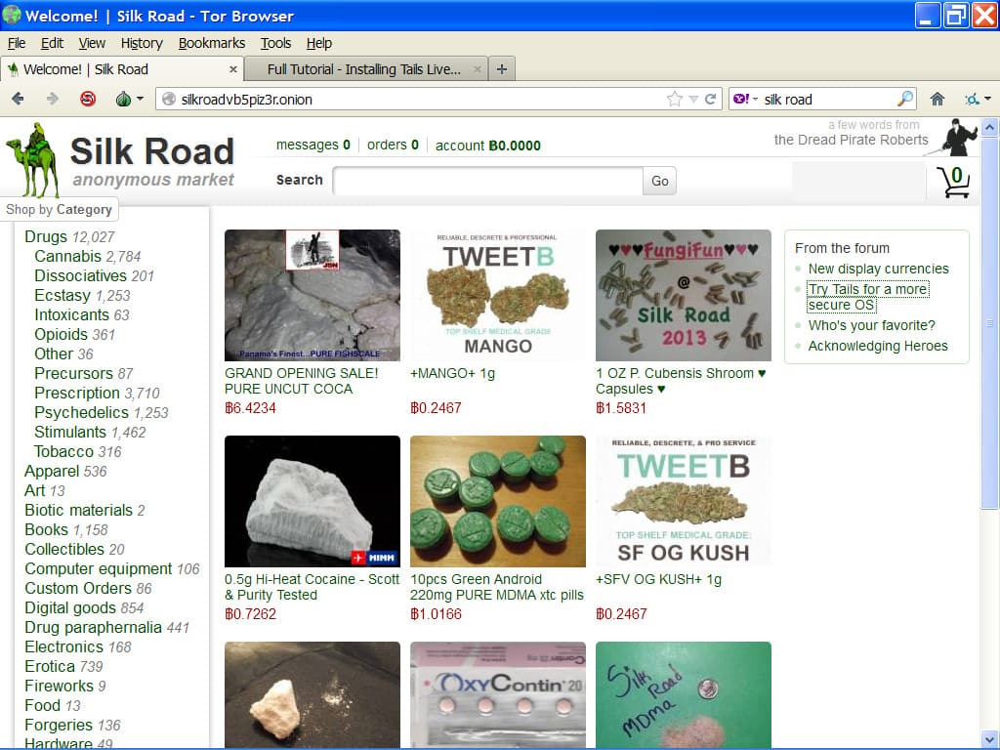 Welcome! | Silk Road - Tor Browser
File Edit View History Bookmarks Tools Help
Welcome! | Silk Road × Full Tutorial - Installing Tails Live... × +
silkroadvb5piz3r.onion
Y! silk road
Silk Road
anonymous market
messages 0 orders 0 account ฿0.0000
a few words from
the Dread Pirate Roberts
Search Go
0
Shop by Category
Drugs 12,027
Cannabis 2,784
Dissociatives 201
Ecstasy 1,253
Intoxicants 63
Opioids 361
Other 36
Precursors 87
Prescription 3,710
Psychedelics 1,253
Stimulants 1,462
Tobacco 316
Apparel 536
Art 13
Biotic materials 2
Books 1,158
Collectibles 20
Computer equipment 106
Custom Orders 86
Digital goods 854
Drug paraphernalia 441
Electronics 168
Erotica 739
Fireworks 9
Food 13
Forgeries 136
Hardware 49
JSN
Panama's Finest...PURE FISHSCALE
GRAND OPENING SALE!
PURE UNCUT COCA
฿6.4234
RELIABLE, DESCRETE & PROFESSIONAL
TWEETB
TOP SHELF MEDICAL GRADE
MANGO
+MANGO+ 1g
฿0.2467
♥♥♥FungiFun♥♥♥
@
Silk Road
2013
1 OZ P. Cubensis Shroom ♥
Capsules ♥
฿1.5831
0.5g Hi-Heat Cocaine - Scott
& Purity Tested
฿0.7262
10pcs Green Android
220mg PURE MDMA xtc pills
฿1.0166
RELIABLE, DESCRETE, & PRO SERVICE
TWEETB
TOP SHELF MEDICAL GRADE:
SF OG KUSH
+SFV OG KUSH+ 1g
฿0.2467
OxyContin 20
Silk
Road
MDMA
From the forum
New display currencies
Try Tails for a more
secure OS
Who's your favorite?
Acknowledging Heroes